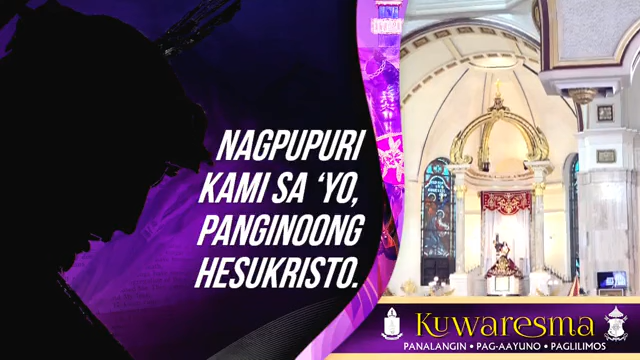 NAGPUPURI
KAMI SA ‘YO,
PANGINOONG
HESUKRISTO.
Kuwaresma
PANALANGIN • PAG-AAYUNO • PAGLILIMOS